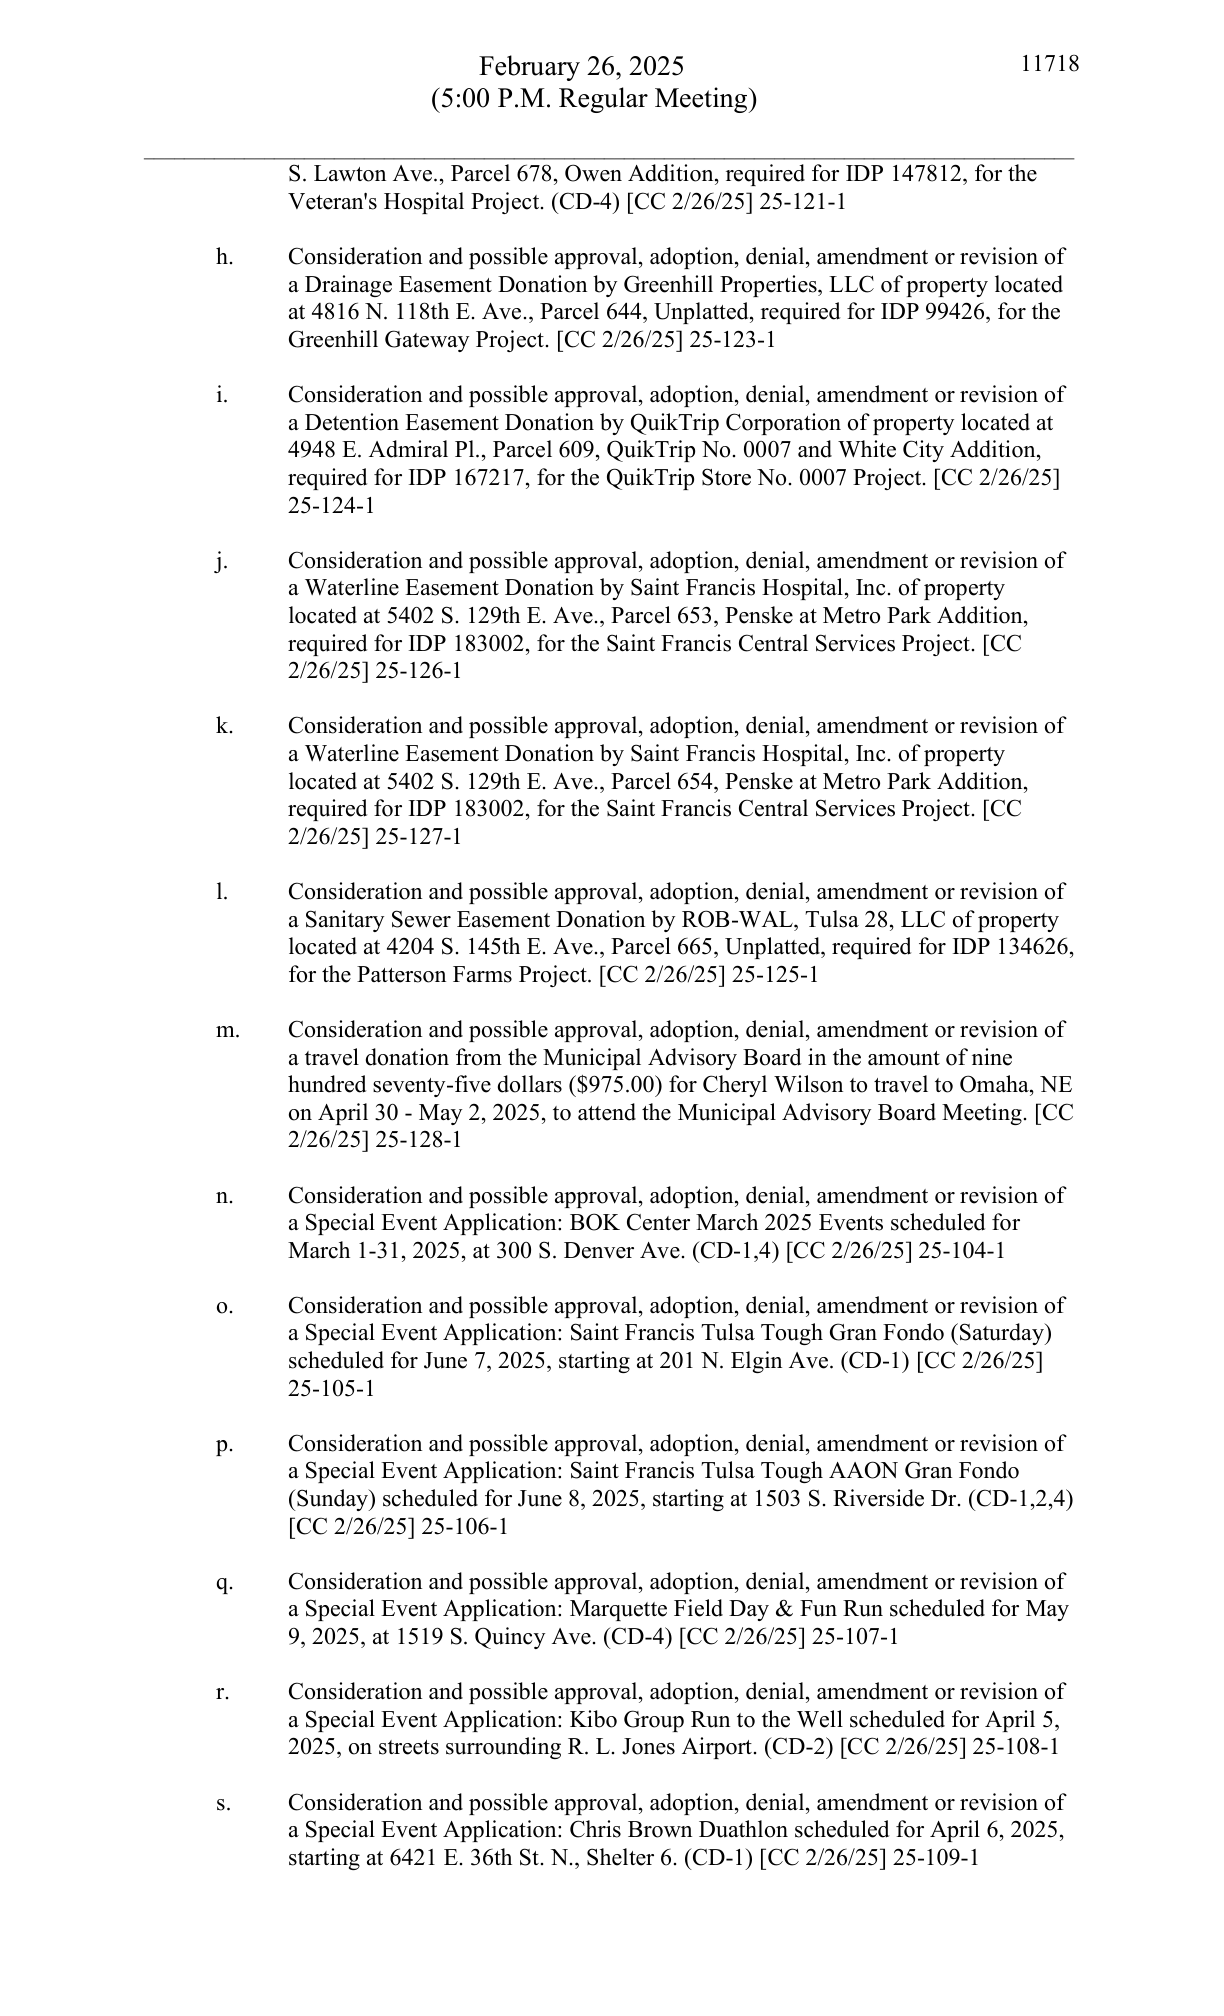 February 26, 2025
11718
(5:00 P.M. Regular Meeting)
S. Lawton Ave., Parcel 678, Owen Addition, required for IDP 147812, for the
Veteran's Hospital Project. (CD-4) [CC 2/26/25] 25-121-1
h. Consideration and possible approval, adoption, denial, amendment or revision of
a Drainage Easement Donation by Greenhill Properties, LLC of property located
at 4816 N. 118th E. Ave., Parcel 644, Unplatted, required for IDP 99426, for the
Greenhill Gateway Project. [CC 2/26/25] 25-123-1
i. Consideration and possible approval, adoption, denial, amendment or revision of
a Detention Easement Donation by QuikTrip Corporation of property located at
4948 E. Admiral Pl., Parcel 609, QuikTrip No. 0007 and White City Addition,
required for IDP 167217, for the QuikTrip Store No. 0007 Project. [CC 2/26/25]
25-124-1
j. Consideration and possible approval, adoption, denial, amendment or revision of
a Waterline Easement Donation by Saint Francis Hospital, Inc. of property
located at 5402 S. 129th E. Ave., Parcel 653, Penske at Metro Park Addition,
required for IDP 183002, for the Saint Francis Central Services Project. [CC
2/26/25] 25-126-1
k. Consideration and possible approval, adoption, denial, amendment or revision of
a Waterline Easement Donation by Saint Francis Hospital, Inc. of property
located at 5402 S. 129th E. Ave., Parcel 654, Penske at Metro Park Addition,
required for IDP 183002, for the Saint Francis Central Services Project. [CC
2/26/25] 25-127-1
l. Consideration and possible approval, adoption, denial, amendment or revision of
a Sanitary Sewer Easement Donation by ROB-WAL, Tulsa 28, LLC of property
located at 4204 S. 145th E. Ave., Parcel 665, Unplatted, required for IDP 134626,
for the Patterson Farms Project. [CC 2/26/25] 25-125-1
m. Consideration and possible approval, adoption, denial, amendment or revision of
a travel donation from the Municipal Advisory Board in the amount of nine
hundred seventy-five dollars ($975.00) for Cheryl Wilson to travel to Omaha, NE
on April 30 - May 2, 2025, to attend the Municipal Advisory Board Meeting. [CC
2/26/25] 25-128-1
n. Consideration and possible approval, adoption, denial, amendment or revision of
a Special Event Application: BOK Center March 2025 Events scheduled for
March 1-31, 2025, at 300 S. Denver Ave. (CD-1,4) [CC 2/26/25] 25-104-1
o. Consideration and possible approval, adoption, denial, amendment or revision of
a Special Event Application: Saint Francis Tulsa Tough Gran Fondo (Saturday)
scheduled for June 7, 2025, starting at 201 N. Elgin Ave. (CD-1) [CC 2/26/25]
25-105-1
p. Consideration and possible approval, adoption, denial, amendment or revision of
a Special Event Application: Saint Francis Tulsa Tough AAON Gran Fondo
(Sunday) scheduled for June 8, 2025, starting at 1503 S. Riverside Dr. (CD-1,2,4)
[CC 2/26/25] 25-106-1
q. Consideration and possible approval, adoption, denial, amendment or revision of
a Special Event Application: Marquette Field Day & Fun Run scheduled for May
9, 2025, at 1519 S. Quincy Ave. (CD-4) [CC 2/26/25] 25-107-1
r. Consideration and possible approval, adoption, denial, amendment or revision of
a Special Event Application: Kibo Group Run to the Well scheduled for April 5,
2025, on streets surrounding R. L. Jones Airport. (CD-2) [CC 2/26/25] 25-108-1
s. Consideration and possible approval, adoption, denial, amendment or revision of
a Special Event Application: Chris Brown Duathlon scheduled for April 6, 2025,
starting at 6421 E. 36th St. N., Shelter 6. (CD-1) [CC 2/26/25] 25-109-1